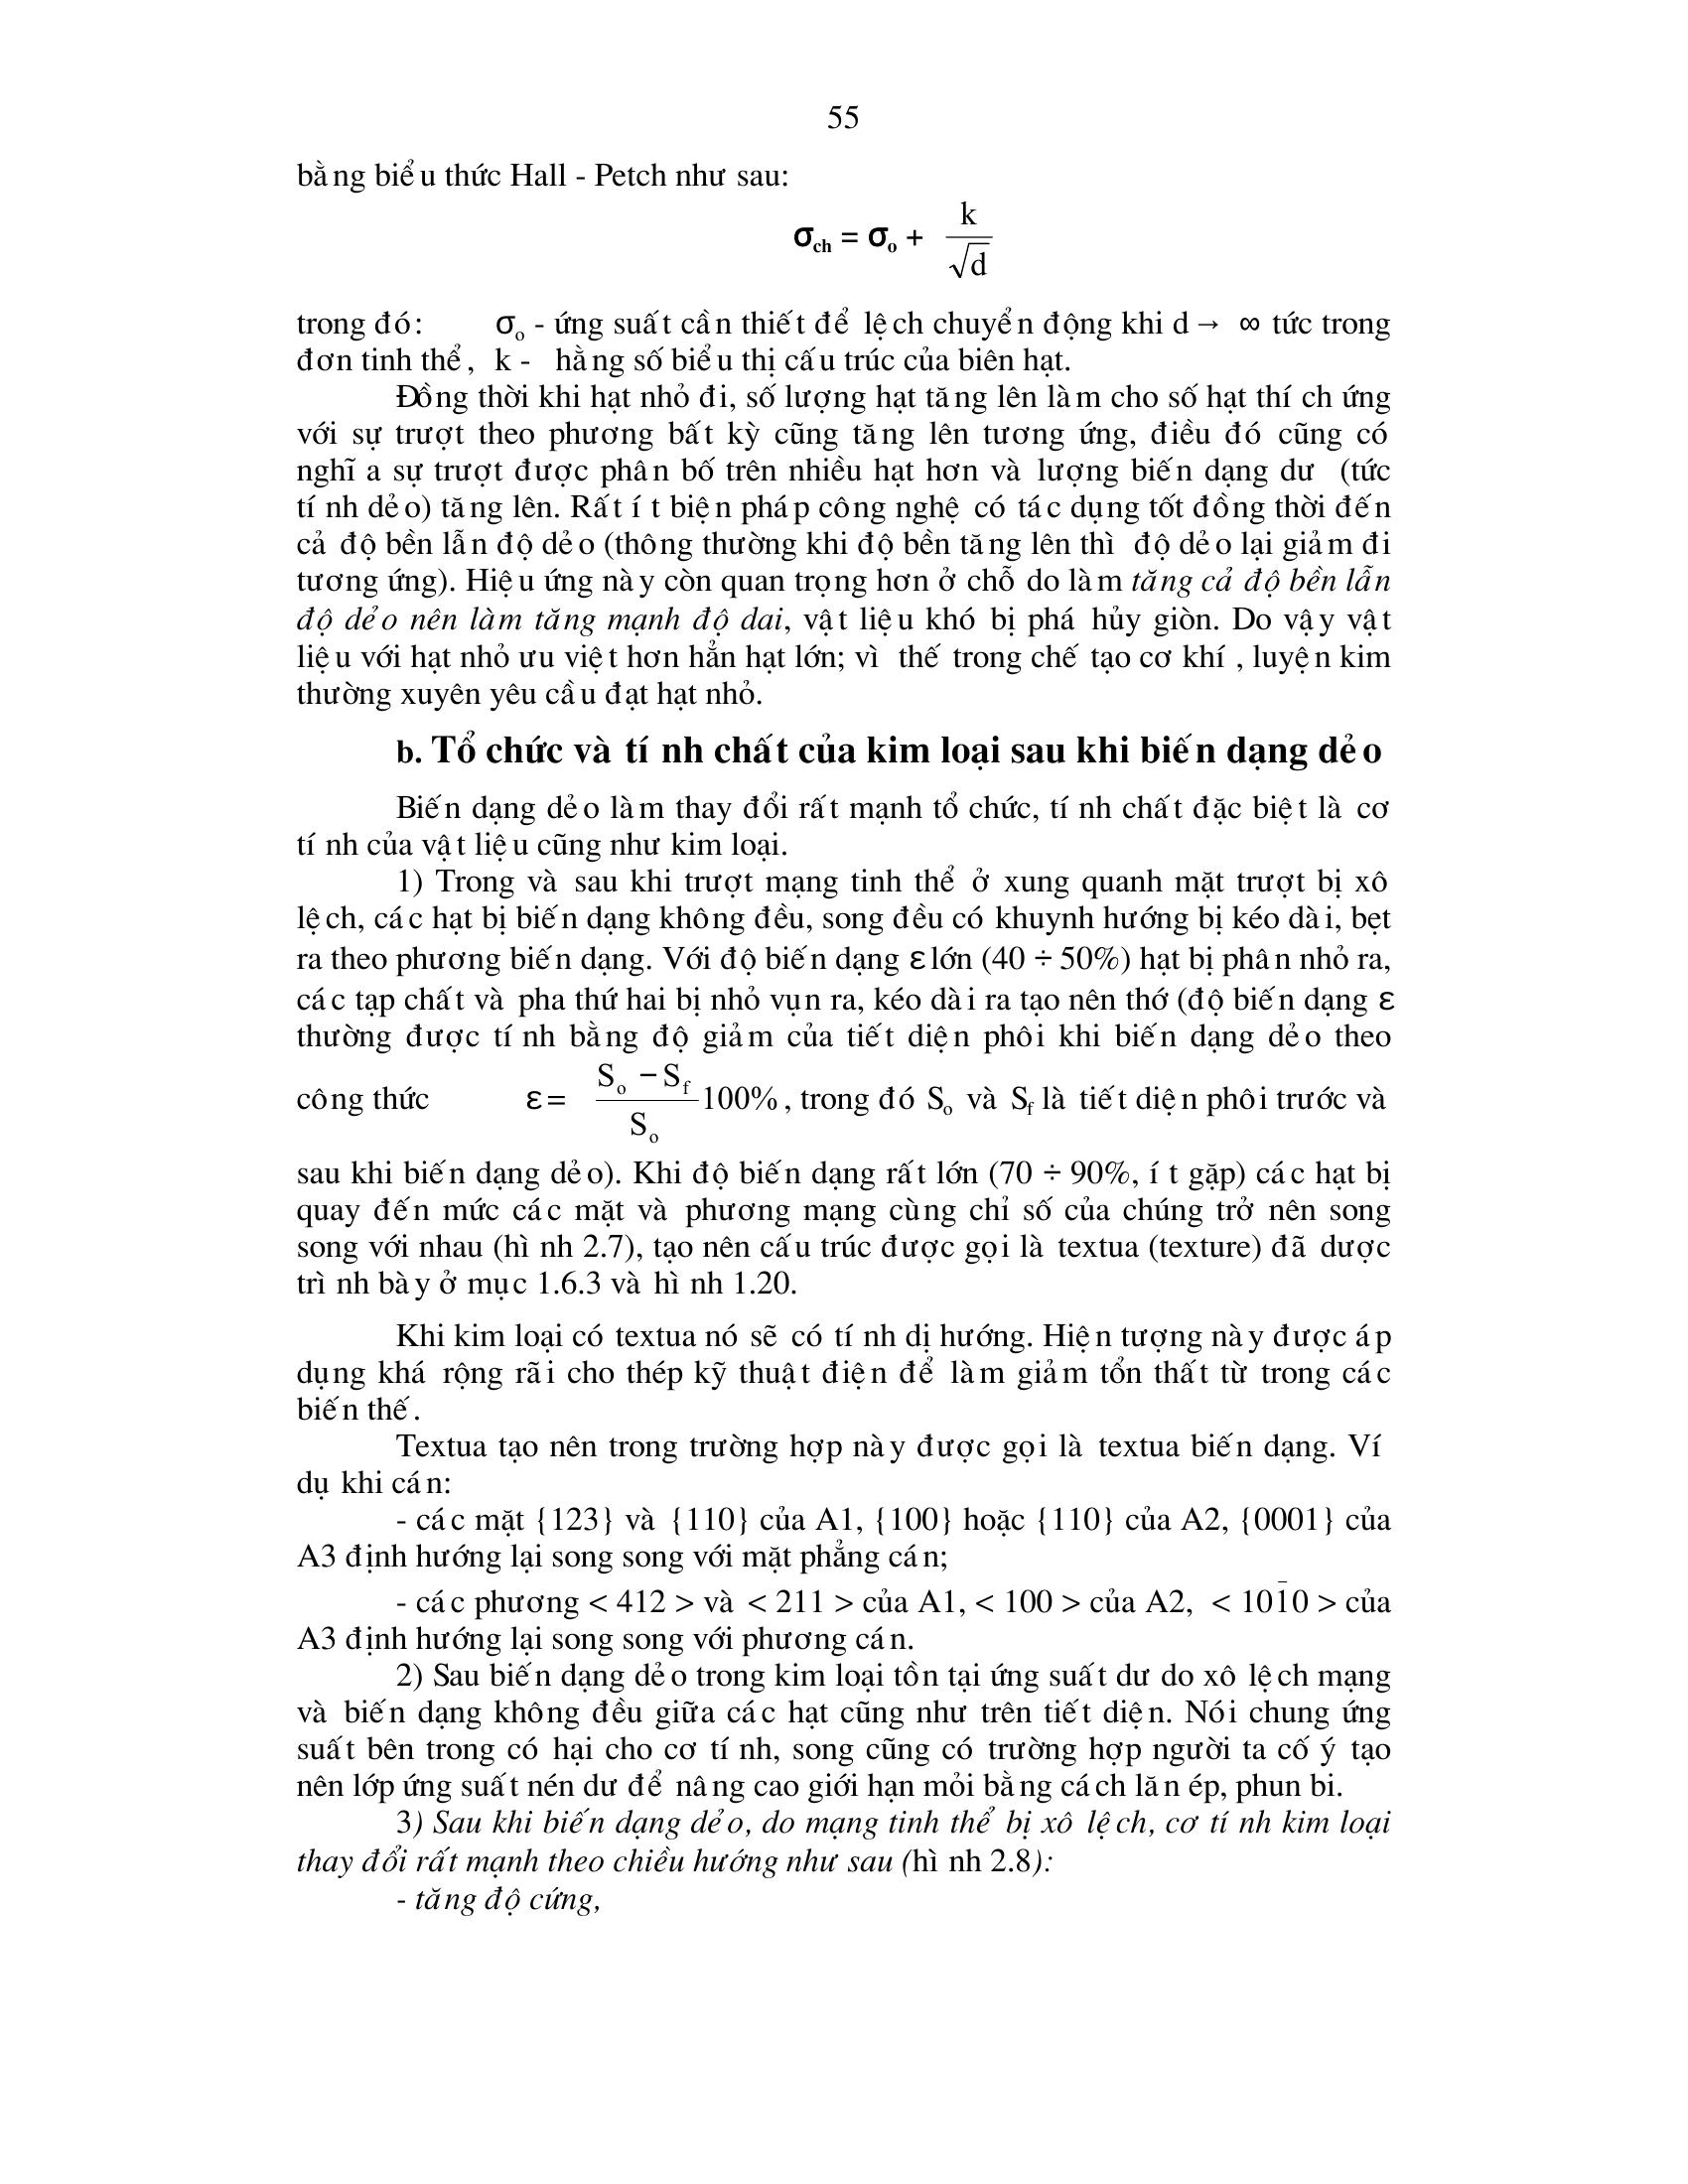 55
bằng biểu thức Hall - Petch như sau:
σch = σo + k/√d
trong đó: σo - ứng suất cần thiết để lệch chuyển động khi d → ∞ tức trong
đơn tinh thể, k - hằng số biểu thị cấu trúc của biên hạt.
Đồng thời khi hạt nhỏ đi, số lượng hạt tăng lên làm cho số hạt thích ứng
với sự trượt theo phương bất kỳ cũng tăng lên tương ứng, điều đó cũng có
nghĩa sự trượt được phân bố trên nhiều hạt hơn và lượng biến dạng dư (tức
tính dẻo) tăng lên. Rất ít biện pháp công nghệ có tác dụng tốt đồng thời đến
cả độ bền lẫn độ dẻo (thông thường khi độ bền tăng lên thì độ dẻo lại giảm đi
tương ứng). Hiệu ứng này còn quan trọng hơn ở chỗ do làm tăng cả độ bền lẫn
độ dẻo nên làm tăng mạnh độ dai, vật liệu khó bị phá hủy giòn. Do vậy vật
liệu với hạt nhỏ ưu việt hơn hẳn hạt lớn; vì thế trong chế tạo cơ khí, luyện kim
thường xuyên yêu cầu đạt hạt nhỏ.
b. Tổ chức và tính chất của kim loại sau khi biến dạng dẻo
Biến dạng dẻo làm thay đổi rất mạnh tổ chức, tính chất đặc biệt là cơ
tính của vật liệu cũng như kim loại.
1) Trong và sau khi trượt mạng tinh thể ở xung quanh mặt trượt bị xô
lệch, các hạt bị biến dạng không đều, song đều có khuynh hướng bị kéo dài, bẹt
ra theo phương biến dạng. Với độ biến dạng ε lớn (40 ÷ 50%) hạt bị phân nhỏ ra,
các tạp chất và pha thứ hai bị nhỏ vụn ra, kéo dài ra tạo nên thớ (độ biến dạng ε
thường được tính bằng độ giảm của tiết diện phôi khi biến dạng dẻo theo
công thức ε = (So − Sf)/So 100%, trong đó So và Sf là tiết diện phôi trước và
sau khi biến dạng dẻo). Khi độ biến dạng rất lớn (70 ÷ 90%, ít gặp) các hạt bị
quay đến mức các mặt và phương mạng cùng chỉ số của chúng trở nên song
song với nhau (hình 2.7), tạo nên cấu trúc được gọi là textua (texture) đã dược
trình bày ở mục 1.6.3 và hình 1.20.
Khi kim loại có textua nó sẽ có tính dị hướng. Hiện tượng này được áp
dụng khá rộng rãi cho thép kỹ thuật điện để làm giảm tổn thất từ trong các
biến thế.
Textua tạo nên trong trường hợp này được gọi là textua biến dạng. Ví
dụ khi cán:
- các mặt {123} và {110} của A1, {100} hoặc {110} của A2, {0001} của
A3 định hướng lại song song với mặt phẳng cán;
- các phương < 412 > và < 211 > của A1, < 100 > của A2, < 101̄0 > của
A3 định hướng lại song song với phương cán.
2) Sau biến dạng dẻo trong kim loại tồn tại ứng suất dư do xô lệch mạng
và biến dạng không đều giữa các hạt cũng như trên tiết diện. Nói chung ứng
suất bên trong có hại cho cơ tính, song cũng có trường hợp người ta cố ý tạo
nên lớp ứng suất nén dư để nâng cao giới hạn mỏi bằng cách lăn ép, phun bi.
3) Sau khi biến dạng dẻo, do mạng tinh thể bị xô lệch, cơ tính kim loại
thay đổi rất mạnh theo chiều hướng như sau (hình 2.8):
- tăng độ cứng,